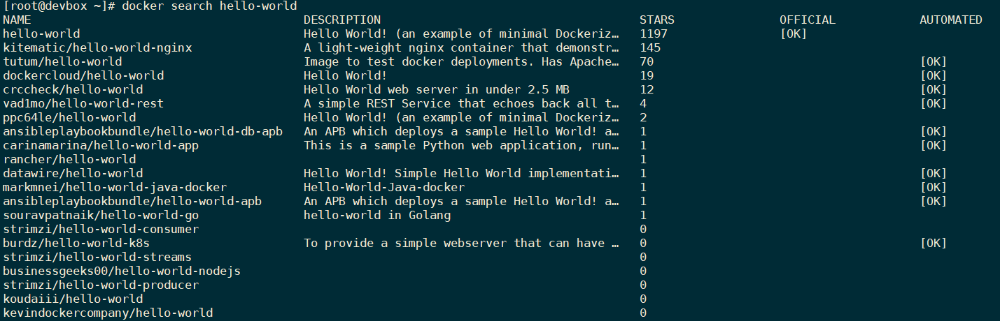 [root@devbox ~]# docker search hello-world
NAME DESCRIPTION STARS OFFICIAL AUTOMATED
hello-world Hello World! (an example of minimal Dockeriz… 1197 [OK]
kitematic/hello-world-nginx A light-weight nginx container that demonstr… 145
tutum/hello-world Image to test docker deployments. Has Apache… 70 [OK]
dockercloud/hello-world Hello World! 19 [OK]
crccheck/hello-world Hello World web server in under 2.5 MB 12 [OK]
vad1mo/hello-world-rest A simple REST Service that echoes back all t… 4 [OK]
ppc64le/hello-world Hello World! (an example of minimal Dockeriz… 2
ansibleplaybookbundle/hello-world-db-apb An APB which deploys a sample Hello World! a… 1 [OK]
carinamarina/hello-world-app This is a sample Python web application, run… 1 [OK]
rancher/hello-world 1
datawire/hello-world Hello World! Simple Hello World implementati… 1 [OK]
markmnei/hello-world-java-docker Hello-World-Java-docker 1 [OK]
ansibleplaybookbundle/hello-world-apb An APB which deploys a sample Hello World! a… 1 [OK]
souravpatnaik/hello-world-go hello-world in Golang 1
strimzi/hello-world-consumer 0
burdz/hello-world-k8s To provide a simple webserver that can have … 0 [OK]
strimzi/hello-world-streams 0
businessgeeks00/hello-world-nodejs 0
strimzi/hello-world-producer 0
koudaiii/hello-world 0
kevindockercompany/hello-world 0